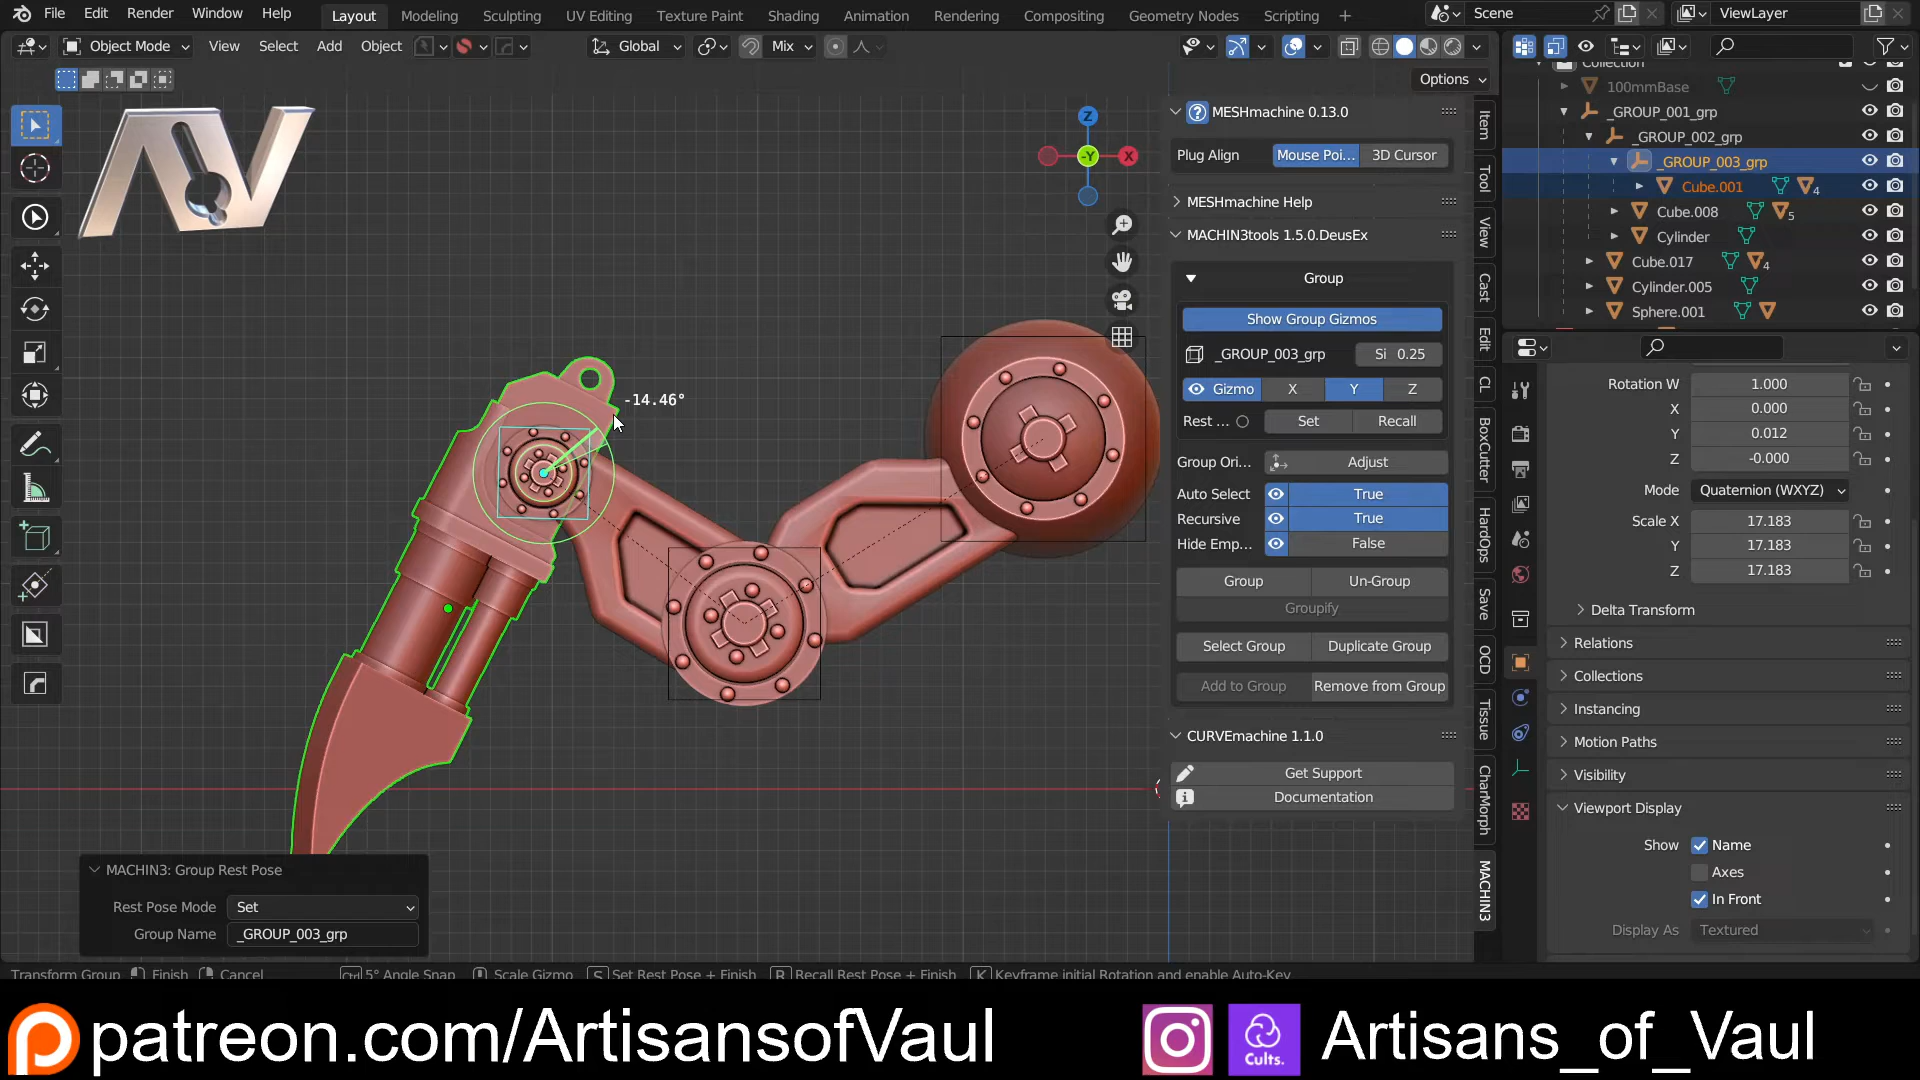 File Edit Render Window Help Layout Modeling Sculpting UV Editing Texture Paint Shading Animation Rendering Compositing Geometry Nodes Scripting + Scene ViewLayer
Object Mode View Select Add Object Global Mix
Options
AV
Z
-Y X
-14.46°
MESHmachine 0.13.0
Plug Align Mouse Poi... 3D Cursor
MESHmachine Help
MACHIN3tools 1.5.0.DeusEx
Group
Show Group Gizmos
_GROUP_003_grp Si 0.25
Gizmo X Y Z
Rest ... Set Recall
Group Ori... Adjust
Auto Select True
Recursive True
Hide Emp... False
Group Un-Group
Groupify
Select Group Duplicate Group
Add to Group Remove from Group
CURVEmachine 1.1.0
Get Support
Documentation
Item
Tool
View
Cast
Edit
CL
BoxCutter
HardOps
Save
OCD
Tissue
CharMorph
MACHIN3
Collection
100mmBase
_GROUP_001_grp
_GROUP_002_grp
_GROUP_003_grp
Cube.001 4
Cube.008 5
Cylinder
Cube.017 4
Cylinder.005
Sphere.001
Rotation W 1.000
X 0.000
Y 0.012
Z -0.000
Mode Quaternion (WXYZ)
Scale X 17.183
Y 17.183
Z 17.183
Delta Transform
Relations
Collections
Instancing
Motion Paths
Visibility
Viewport Display
Show Name
Axes
In Front
Display As Textured
MACHIN3: Group Rest Pose
Rest Pose Mode Set
Group Name _GROUP_003_grp
Transform Group Finish Cancel Ctrl 5° Angle Snap Scale Gizmo S Set Rest Pose + Finish R Recall Rest Pose + Finish K Keyframe initial Rotation and enable Auto-Key
patreon.com/ArtisansofVaul Cults. Artisans_of_Vaul